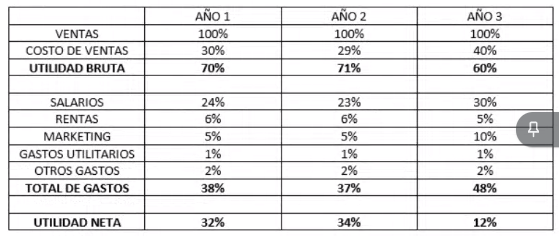 AÑO 1 AÑO 2 AÑO 3
VENTAS 100% 100% 100%
COSTO DE VENTAS 30% 29% 40%
UTILIDAD BRUTA 70% 71% 60%
SALARIOS 24% 23% 30%
RENTAS 6% 6% 5%
MARKETING 5% 5% 10%
GASTOS UTILITARIOS 1% 1% 1%
OTROS GASTOS 2% 2% 2%
TOTAL DE GASTOS 38% 37% 48%
UTILIDAD NETA 32% 34% 12%